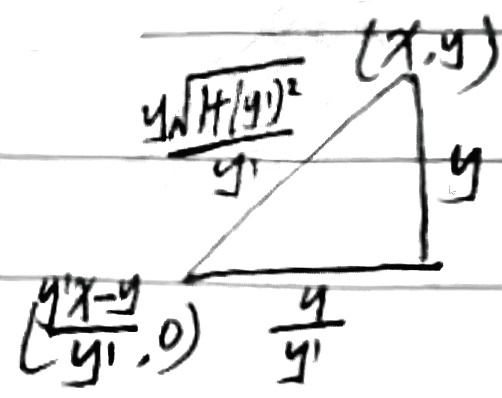 (x,y)
y√1+(y')²
y'
y
y'x-y
y'
( ,0)
y
y'